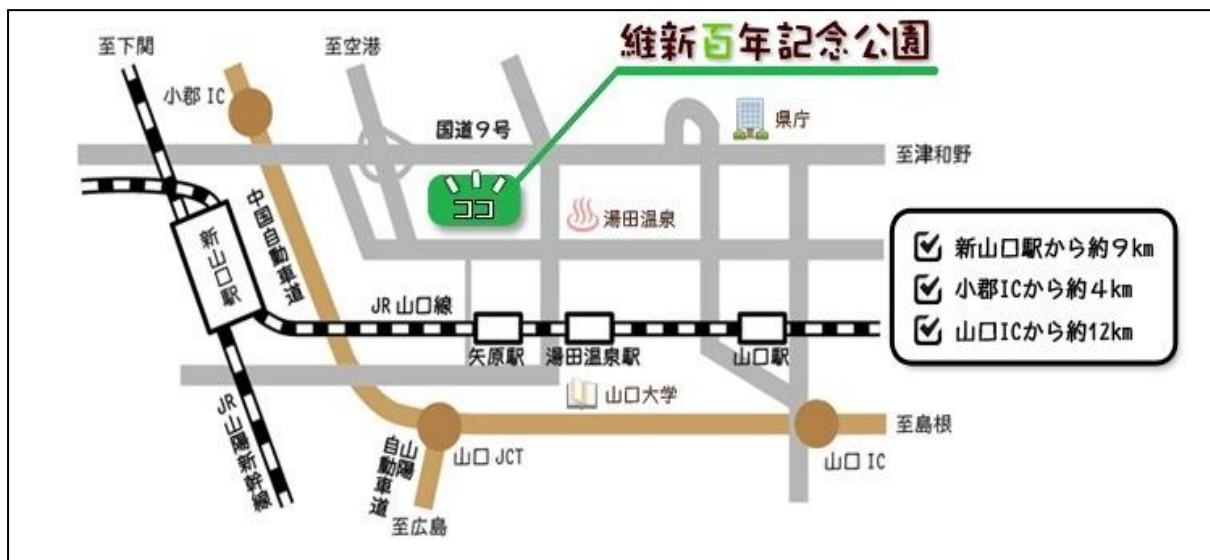 維新百年記念公園
至下関
至空港
小郡 IC
国道9号
県庁
至津和野
ココ
中国自動車道
湯田温泉
新山口駅
新山口駅から約9km
小郡ICから約4km
山口ICから約12km
JR 山口線
矢原駅
湯田温泉駅
山口駅
山口大学
JR山陽新幹線
至島根
山陽
自動車道
山口 JCT
山口 IC
至広島